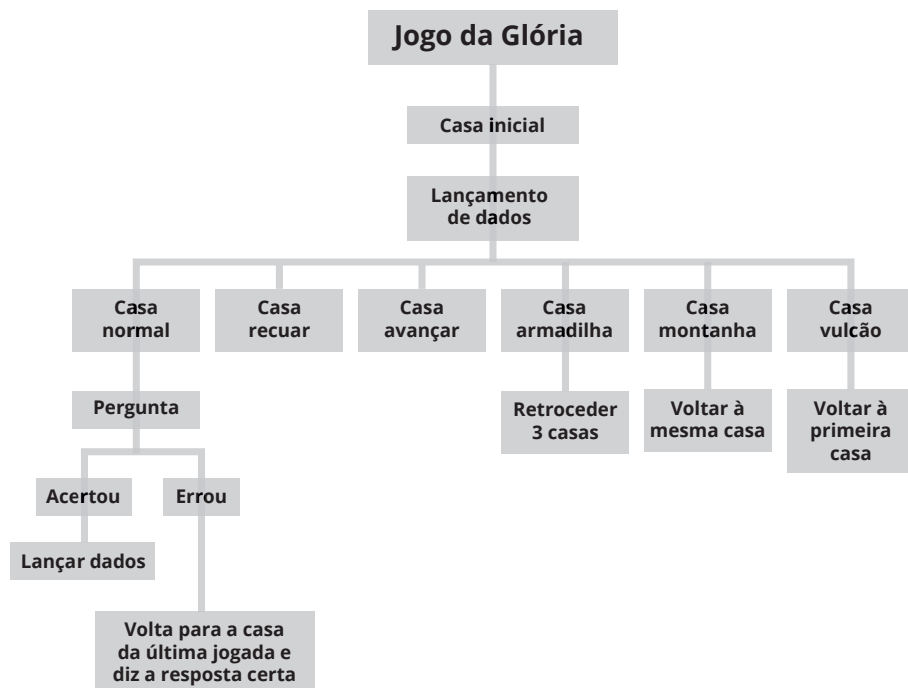 Jogo da Glória
Casa inicial
Lançamento
de dados
Casa
normal
Casa
recuar
Casa
avançar
Casa
armadilha
Casa
montanha
Casa
vulcão
Pergunta
Retroceder
3 casas
Voltar à
mesma casa
Voltar à
primeira
casa
Acertou
Errou
Lançar dados
Volta para a casa
da última jogada e
diz a resposta certa